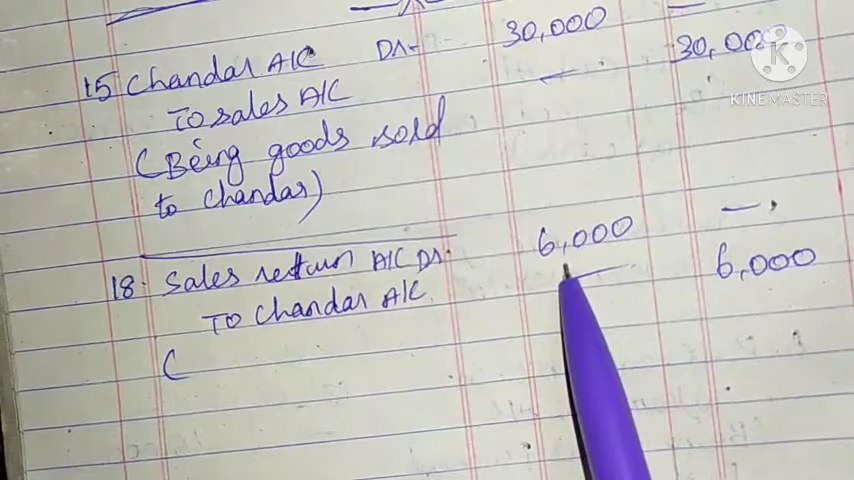 15 Chandar A/C Dr- 30,000 —
To sales A/C — 30,000
(Being goods sold
to chandar)
18. Sales return A/C Dr. 6,000 —
To Chandar A/C — 6,000
(
KINEMASTER